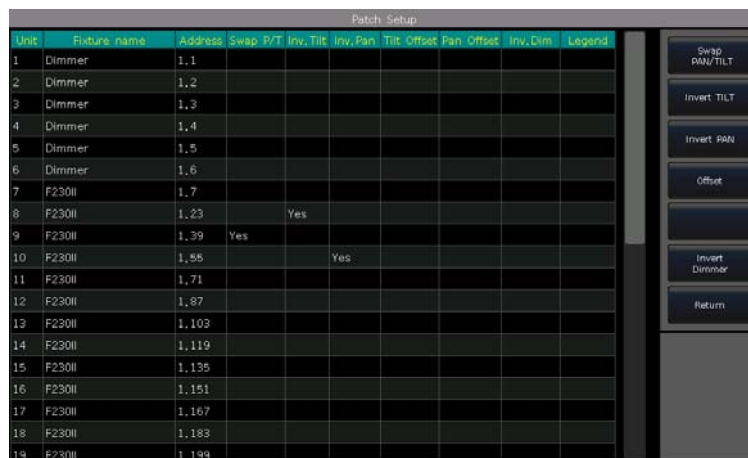 Patch Setup
Unit Fixture name Address Swap P/T Inv.Tilt Inv.Pan Tilt Offset Pan Offset Inv.Dim Legend
1 Dimmer 1.1
2 Dimmer 1.2
3 Dimmer 1.3
4 Dimmer 1.4
5 Dimmer 1.5
6 Dimmer 1.6
7 F230II 1.7
8 F230II 1.23 Yes
9 F230II 1.39 Yes
10 F230II 1.55 Yes
11 F230II 1.71
12 F230II 1.87
13 F230II 1.103
14 F230II 1.119
15 F230II 1.135
16 F230II 1.151
17 F230II 1.167
18 F230II 1.183
19 F230II 1.199
Swap
PAN/TILT
Invert TILT
Invert PAN
Offset
Invert
Dimmer
Return